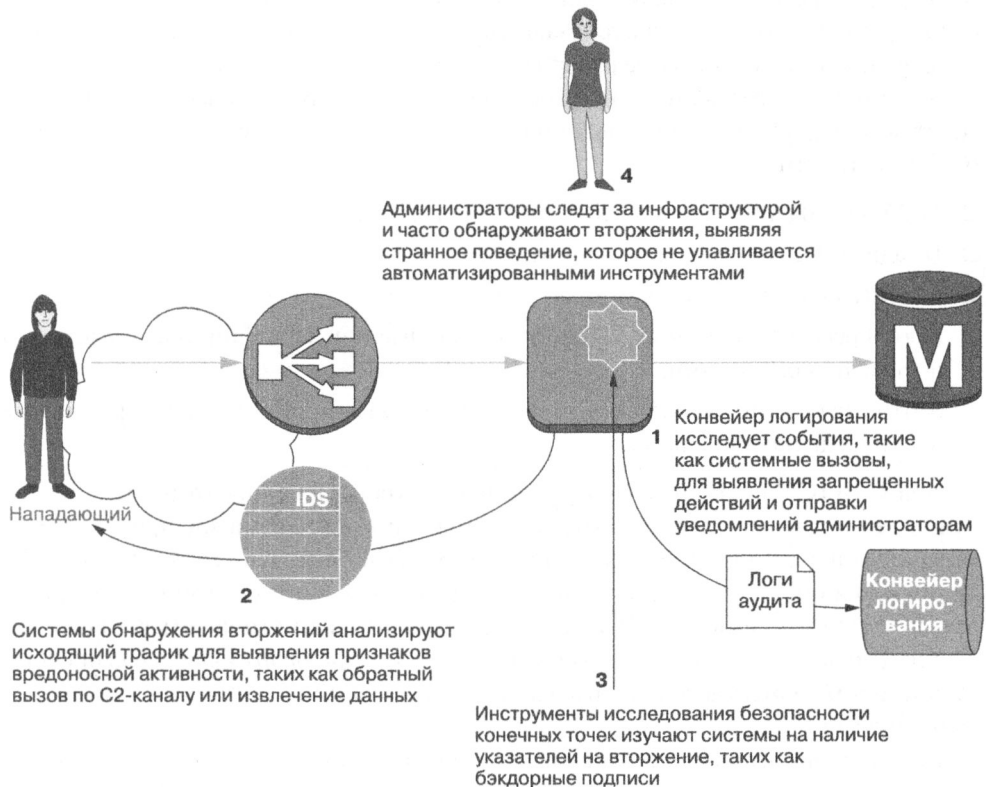 4
Администраторы следят за инфраструктурой
и часто обнаруживают вторжения, выявляя
странное поведение, которое не улавливается
автоматизированными инструментами
M
Нападающий
1
Конвейер логирования
исследует события, такие
как системные вызовы,
для выявления запрещенных
действий и отправки
уведомлений администраторам
IDS
2
Системы обнаружения вторжений анализируют
исходящий трафик для выявления признаков
вредоносной активности, таких как обратный
вызов по C2-каналу или извлечение данных
Логи
аудита
Конвейер
логиро-
вания
3
Инструменты исследования безопасности
конечных точек изучают системы на наличие
указателей на вторжение, таких как
бэкдорные подписи